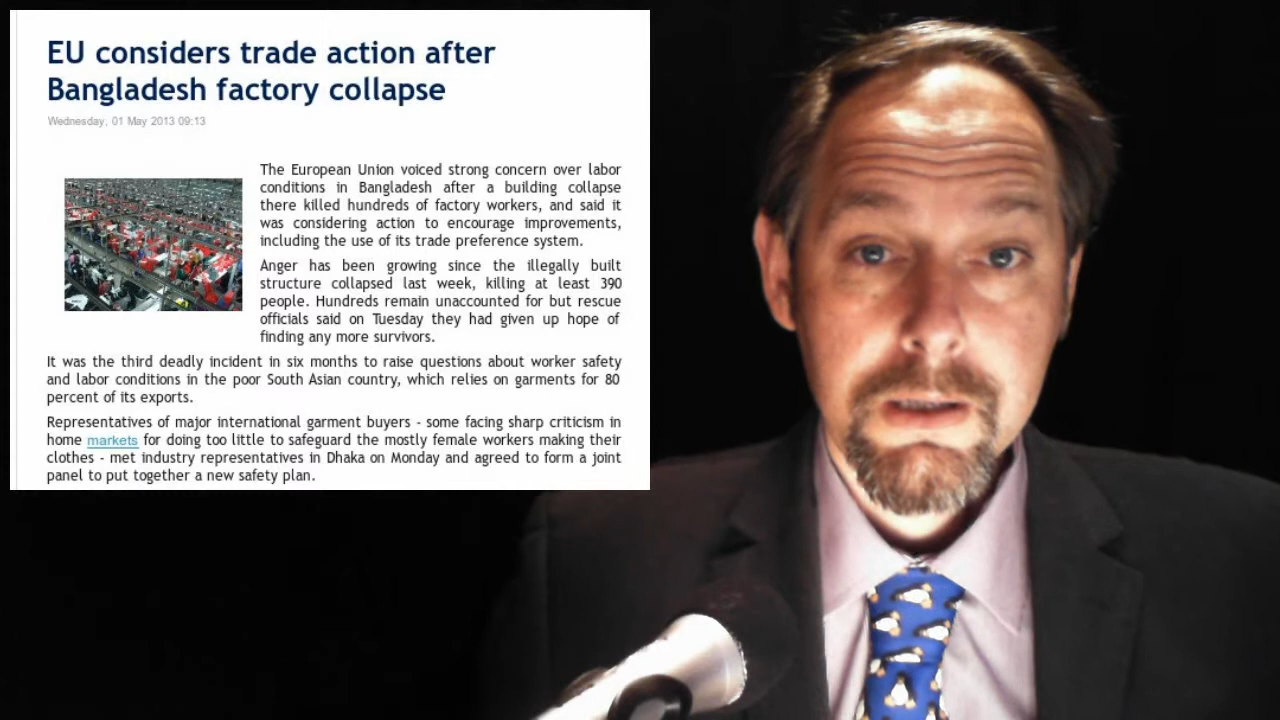 EU considers trade action after
Bangladesh factory collapse
Wednesday, 01 May 2013 09:13
The European Union voiced strong concern over labor
conditions in Bangladesh after a building collapse
there killed hundreds of factory workers, and said it
was considering action to encourage improvements,
including the use of its trade preference system.
Anger has been growing since the illegally built
structure collapsed last week, killing at least 390
people. Hundreds remain unaccounted for but rescue
officials said on Tuesday they had given up hope of
finding any more survivors.
It was the third deadly incident in six months to raise questions about worker safety
and labor conditions in the poor South Asian country, which relies on garments for 80
percent of its exports.
Representatives of major international garment buyers - some facing sharp criticism in
home markets for doing too little to safeguard the mostly female workers making their
clothes - met industry representatives in Dhaka on Monday and agreed to form a joint
panel to put together a new safety plan.